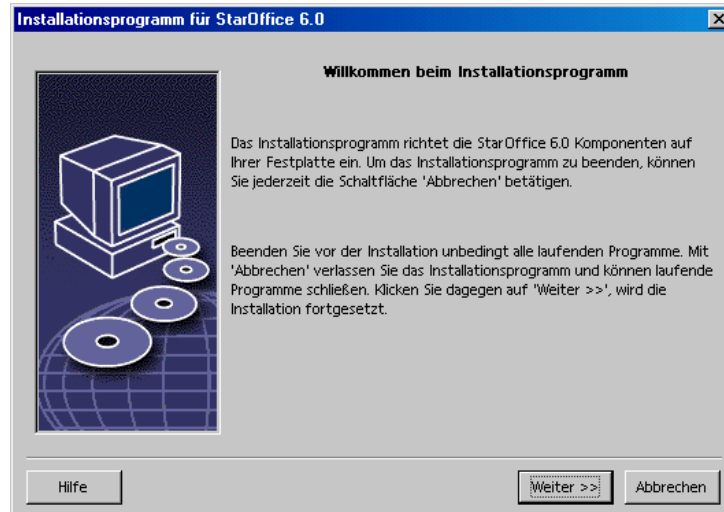 Installationsprogramm für StarOffice 6.0
Willkommen beim Installationsprogramm
Das Installationsprogramm richtet die StarOffice 6.0 Komponenten auf
Ihrer Festplatte ein. Um das Installationsprogramm zu beenden, können
Sie jederzeit die Schaltfläche 'Abbrechen' betätigen.
Beenden Sie vor der Installation unbedingt alle laufenden Programme. Mit
'Abbrechen' verlassen Sie das Installationsprogramm und können laufende
Programme schließen. Klicken Sie dagegen auf 'Weiter >>', wird die
Installation fortgesetzt.
Hilfe
Weiter >>
Abbrechen